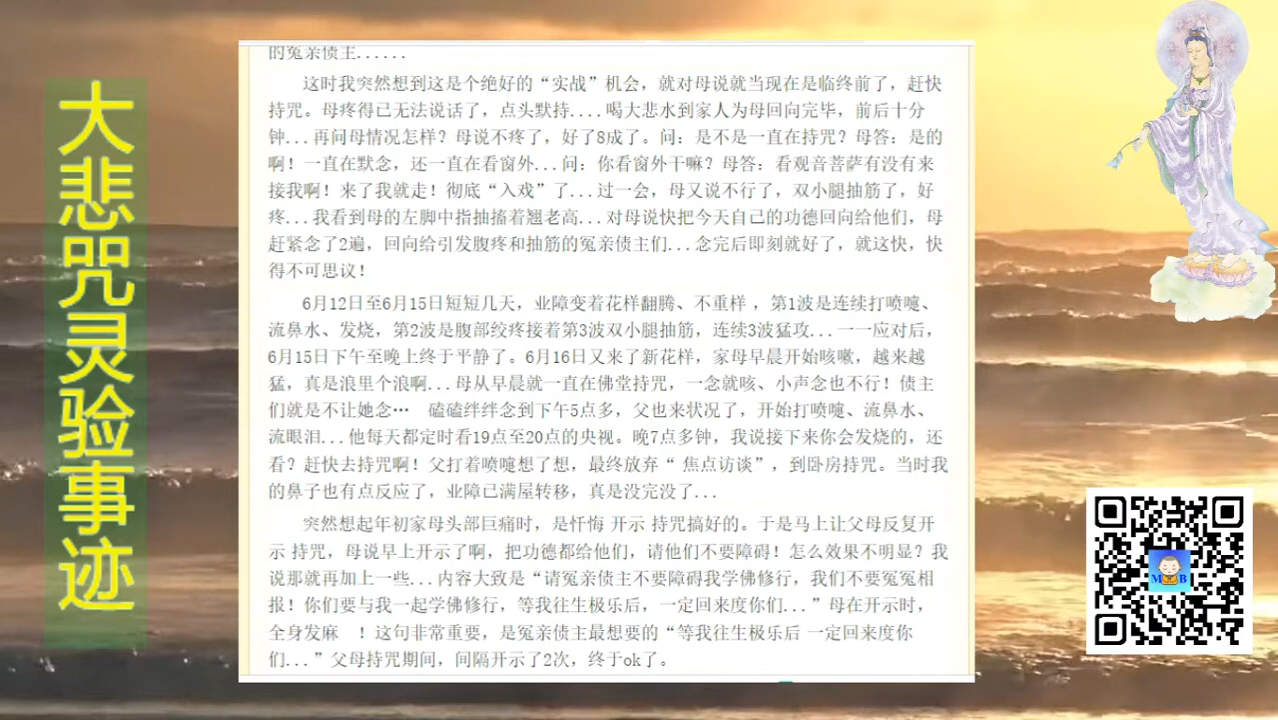 大悲咒灵验事迹
的冤亲债主......
这时我突然想到这是个绝好的“实战”机会，就对母说就当现在是临终前了，赶快
持咒。母疼得已无法说话了，点头默持....喝大悲水到家人为母回向完毕，前后十分
钟...再问母情况怎样？母说不疼了，好了8成了。问：是不是一直在持咒？母答：是的
啊！一直在默念，还一直在看窗外...问：你看窗外干嘛？母答：看观音菩萨有没有来
接我啊！来了我就走！彻底“入戏”了...过一会，母又说不行了，双小腿抽筋了，好
疼...我看到母的左脚中指抽搐着翘老高...对母说快把今天自己的功德回向给他们，母
赶紧念了2遍，回向给引发腹疼和抽筋的冤亲债主们...念完后即刻就好了，就这快，快
得不可思议！
6月12日至6月15日短短几天，业障变着花样翻腾、不重样，第1波是连续打喷嚏、
流鼻水、发烧，第2波是腹部绞疼接着第3波双小腿抽筋，连续3波猛攻...一一应对后，
6月15日下午至晚上终于平静了。6月16日又来了新花样，家母早晨开始咳嗽，越来越
猛，真是浪里个浪啊...母从早晨就一直在佛堂持咒，一念就咳、小声念也不行！债主
们就是不让她念… 磕磕绊绊念到下午5点多，父也来状况了，开始打喷嚏、流鼻水、
流眼泪...他每天都定时看19点至20点的央视。晚7点多钟，我说接下来你会发烧的，还
看？赶快去持咒啊！父打着喷嚏想了想，最终放弃“ 焦点访谈”，到卧房持咒。当时我
的鼻子也有点反应了，业障已满屋转移，真是没完没了...
突然想起年初家母头部巨痛时，是忏悔 开示 持咒搞好的。于是马上让父母反复开
示 持咒，母说早上开示了啊，把功德都给他们，请他们不要障碍！怎么效果不明显？我
说那就再加上一些...内容大致是“请冤亲债主不要障碍我学佛修行，我们不要冤冤相
报！你们要与我一起学佛修行，等我往生极乐后，一定回来度你们...”母在开示时，
全身发麻 ！这句非常重要，是冤亲债主最想要的“等我往生极乐后 一定回来度你
们...”父母持咒期间，间隔开示了2次，终于ok了。
M B